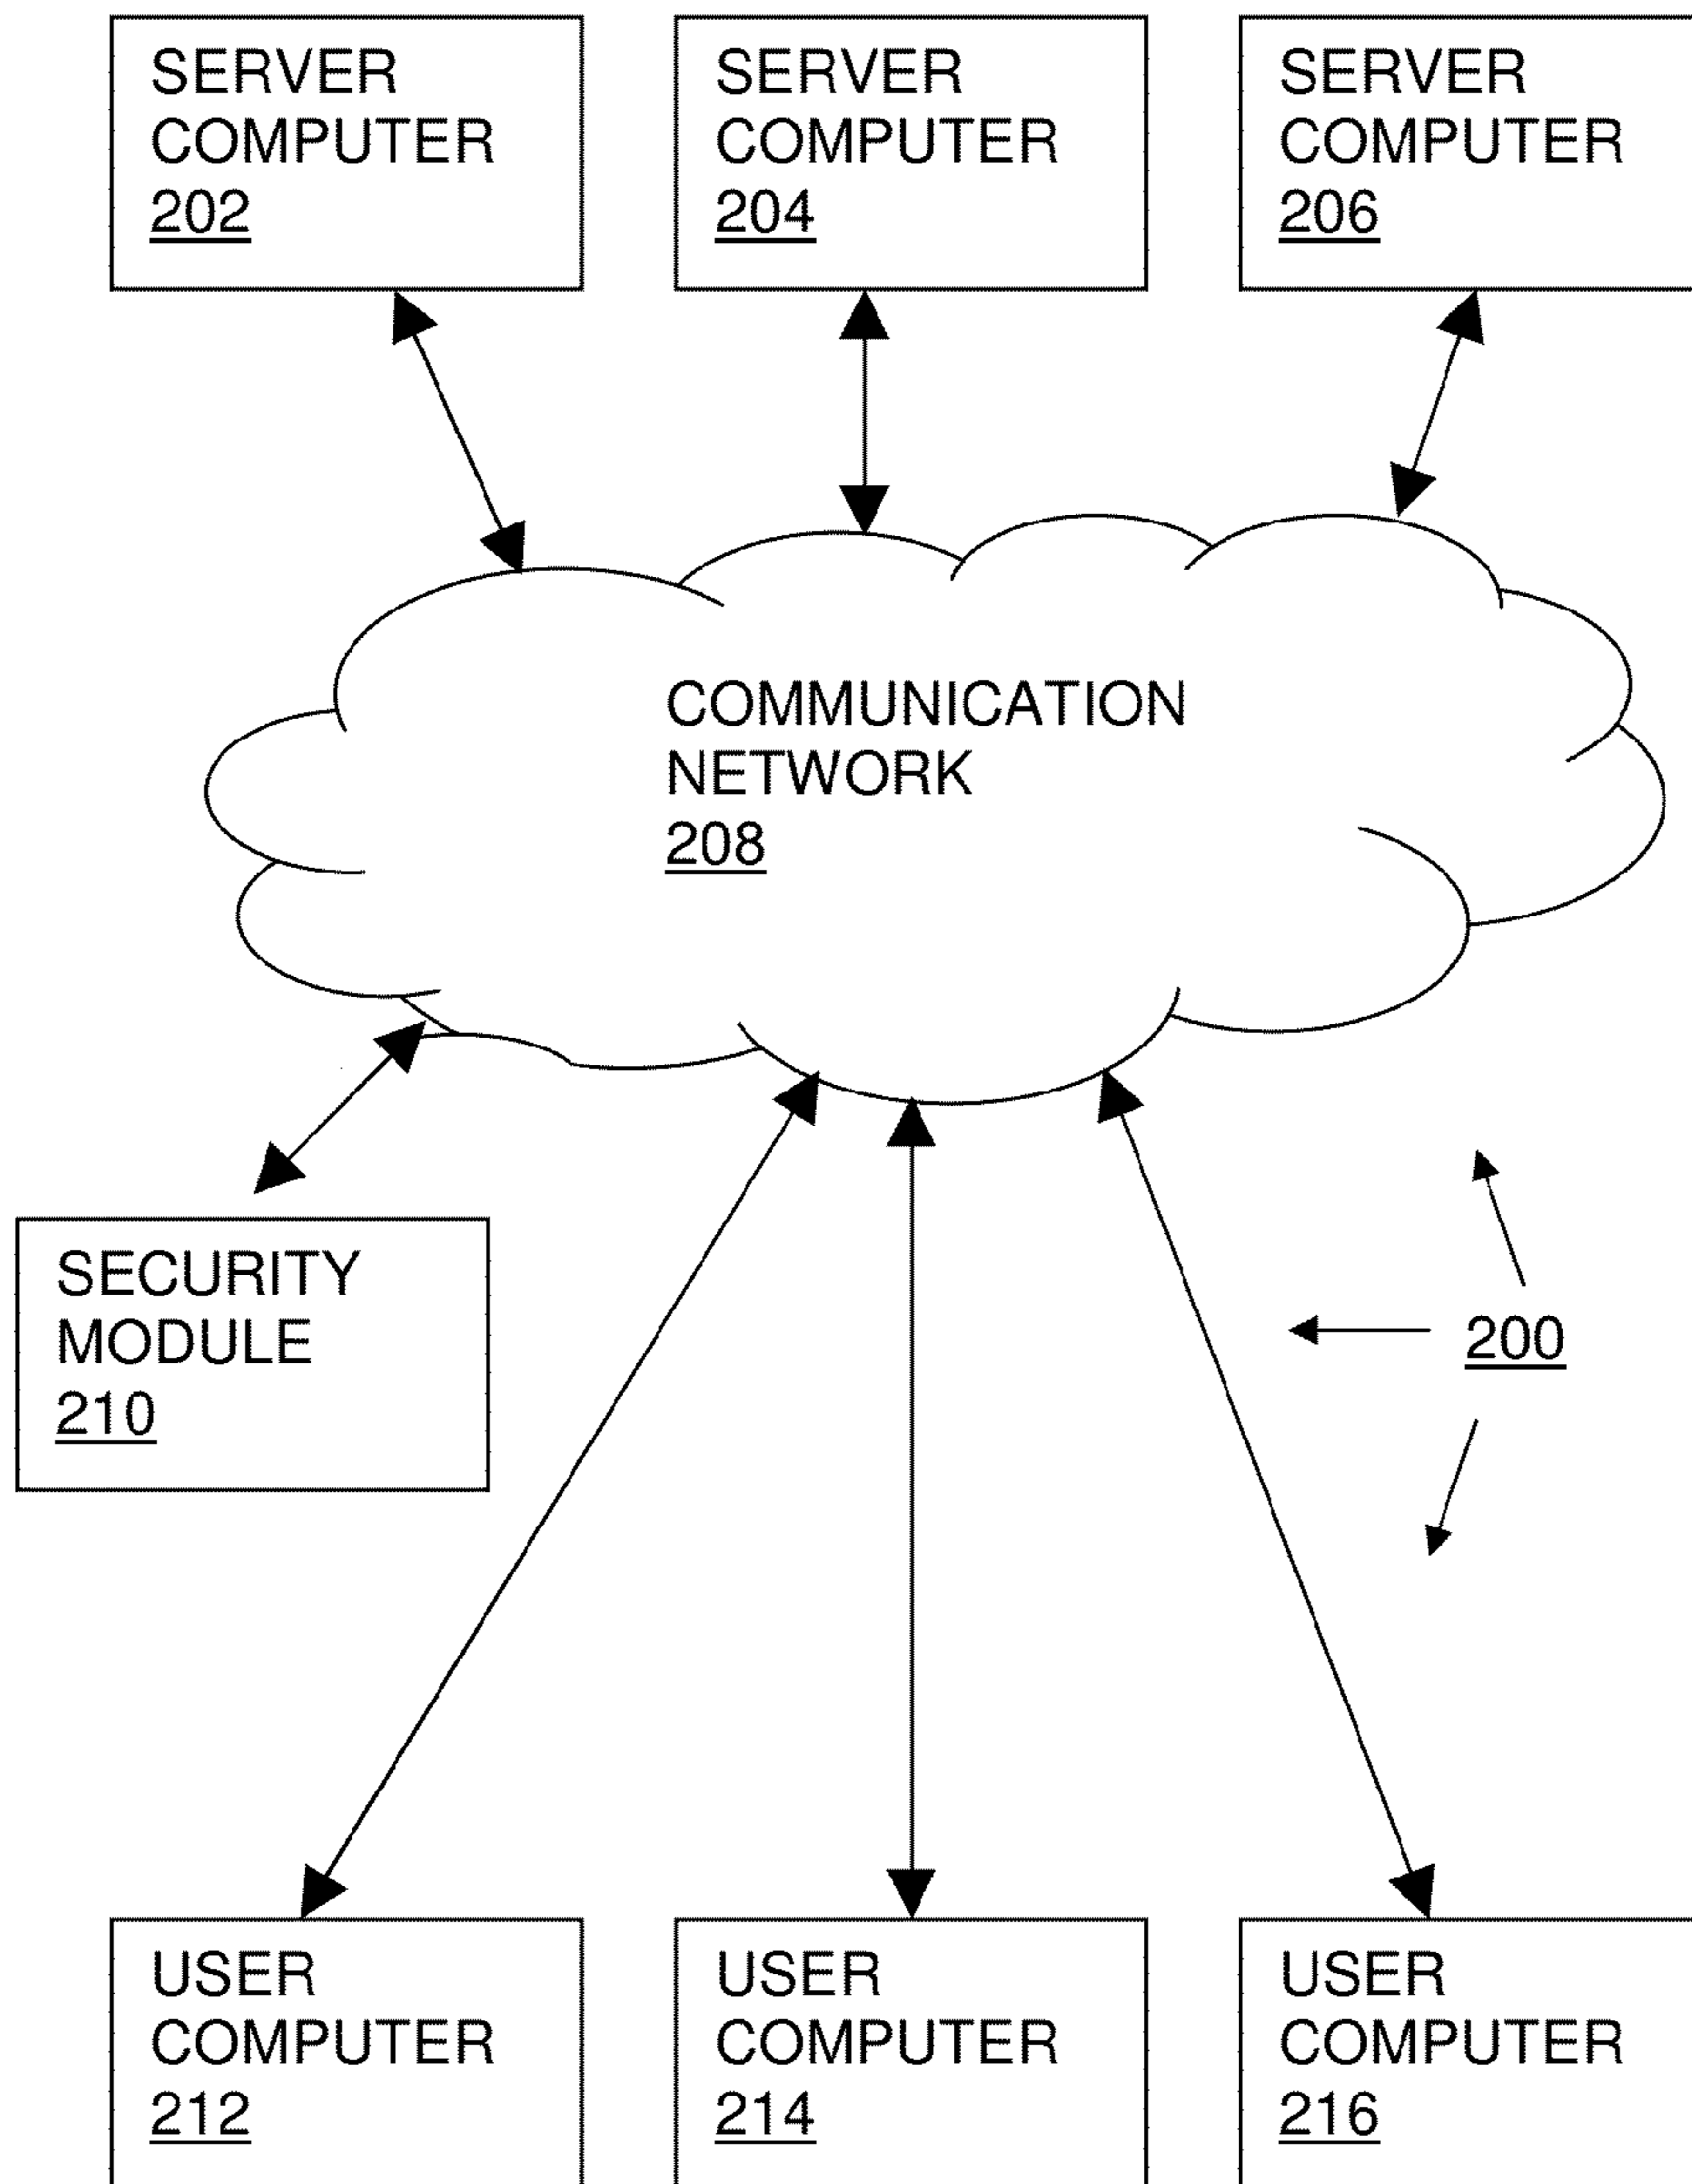 SERVER
COMPUTER
202
SERVER
COMPUTER
204
SERVER
COMPUTER
206
COMMUNICATION
NETWORK
208
SECURITY
MODULE
210
200
USER
COMPUTER
212
USER
COMPUTER
214
USER
COMPUTER
216